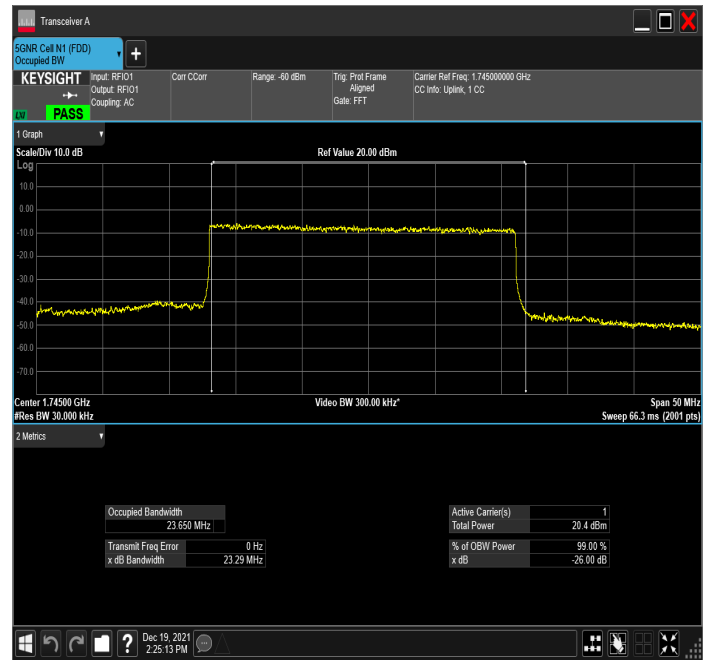 Transceiver A
5GNR Cell N1 (FDD)
Occupied BW
KEYSIGHT
Input: RFIO1
Output: RFIO1
Coupling: AC
Corr CCorr
Range: -60 dBm
Trig: Prot Frame
Aligned
Gate: FFT
Carrier Ref Freq: 1.745000000 GHz
CC Info: Uplink, 1 CC
LXI
PASS
1 Graph
Scale/Div 10.0 dB
Ref Value 20.00 dBm
Log
10.0
0.00
-10.0
-20.0
-30.0
-40.0
-50.0
-60.0
-70.0
Center 1.74500 GHz
Video BW 300.00 kHz*
Span 50 MHz
#Res BW 30.000 kHz
Sweep 66.3 ms (2001 pts)
2 Metrics
Occupied Bandwidth
23.650 MHz
Transmit Freq Error 0 Hz
x dB Bandwidth 23.29 MHz
Active Carrier(s) 1
Total Power 20.4 dBm
% of OBW Power 99.00 %
x dB -26.00 dB
Dec 19, 2021
2:25:13 PM